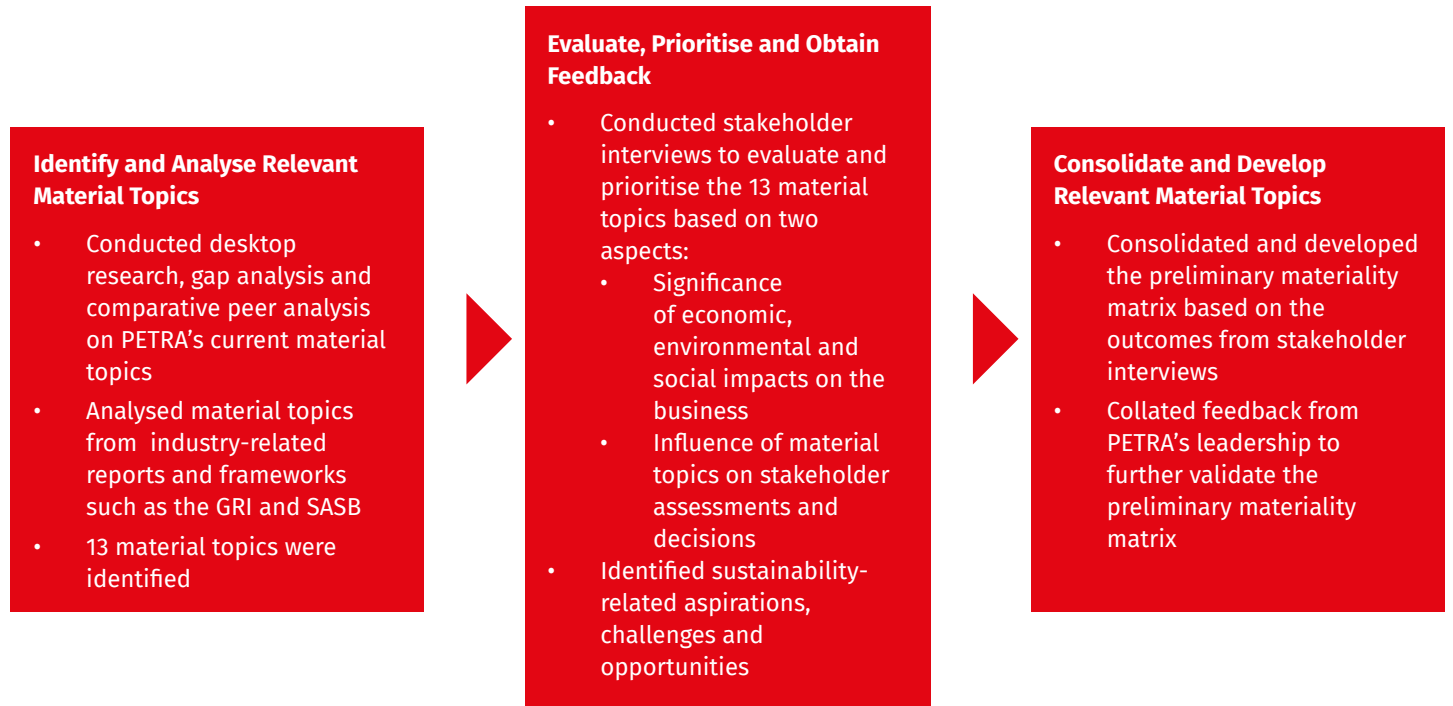 Identify and Analyse Relevant
Material Topics
• Conducted desktop
research, gap analysis and
comparative peer analysis
on PETRA's current material
topics
• Analysed material topics
from industry-related
reports and frameworks
such as the GRI and SASB
• 13 material topics were
identified
Evaluate, Prioritise and Obtain
Feedback
• Conducted stakeholder
interviews to evaluate and
prioritise the 13 material
topics based on two
aspects:
• Significance
of economic,
environmental and
social impacts on the
business
• Influence of material
topics on stakeholder
assessments and
decisions
• Identified sustainability-
related aspirations,
challenges and
opportunities
Consolidate and Develop
Relevant Material Topics
• Consolidated and developed
the preliminary materiality
matrix based on the
outcomes from stakeholder
interviews
• Collated feedback from
PETRA's leadership to
further validate the
preliminary materiality
matrix